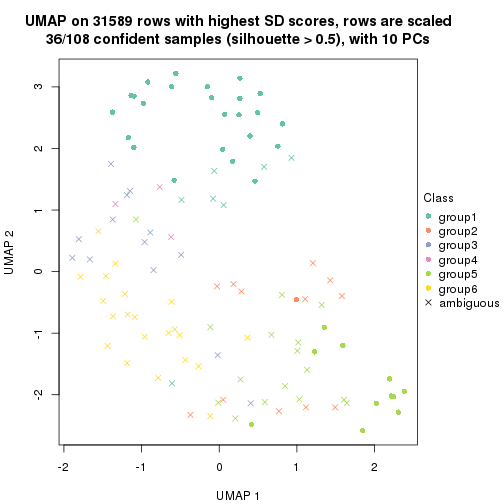 UMAP on 31589 rows with highest SD scores, rows are scaled
36/108 confident samples (silhouette > 0.5), with 10 PCs
3
2
1
0
-1
-2
UMAP 2
-2 -1 0 1 2
UMAP 1
Class
group1
group2
group3
group4
group5
group6
ambiguous